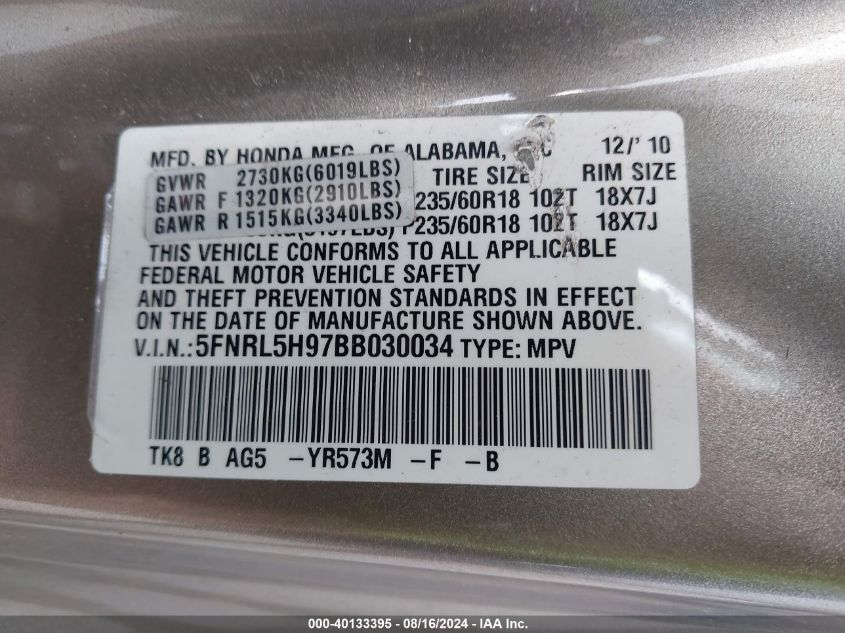 MFD. BY HONDA MFG. OF ALABAMA, 12/' 10
GVWR 2730KG(6019LBS) TIRE SIZE RIM SIZE
GAWR F 1320KG(2910LBS) P235/60R18 102T 18X7J
GAWR R 1515KG(3340LBS) P235/60R18 102T 18X7J
THIS VEHICLE CONFORMS TO ALL APPLICABLE
FEDERAL MOTOR VEHICLE SAFETY
AND THEFT PREVENTION STANDARDS IN EFFECT
ON THE DATE OF MANUFACTURE SHOWN ABOVE.
V.I.N.: 5FNRL5H97BB030034 TYPE: MPV
TK8 B AG5 -YR573M -F -B
000-40133395 - 08/16/2024 - IAA Inc.